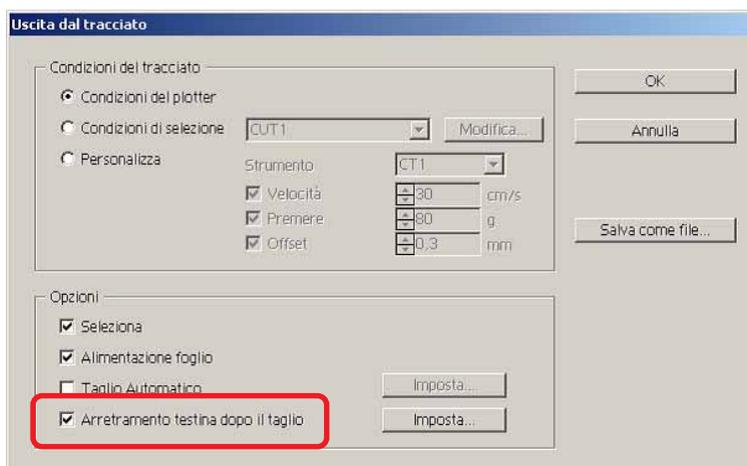 Uscita dal tracciato
Condizioni del tracciato
Condizioni del plotter
OK
Condizioni di selezione CUT1 Modifica... Annulla
Personalizza Strumento CT1
Velocità 30 cm/s
Premere 80 g
Salva come file...
Offset 0,3 mm
Opzioni
Seleziona
Alimentazione foglio
Taglio Automatico Imposta...
Arretramento testina dopo il taglio Imposta...